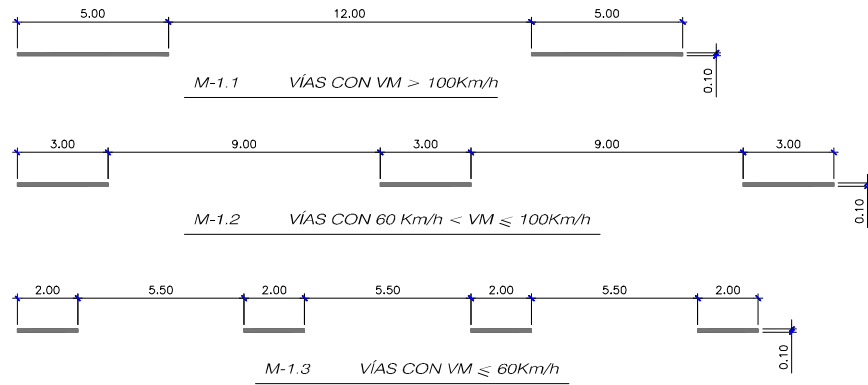 5.00 12.00 5.00
0.10
M-1.1 VÍAS CON VM > 100Km/h
3.00 9.00 3.00 9.00 3.00
0.10
M-1.2 VÍAS CON 60 Km/h < VM ⩽ 100Km/h
2.00 5.50 2.00 5.50 2.00 5.50 2.00
0.10
M-1.3 VÍAS CON VM ⩽ 60Km/h